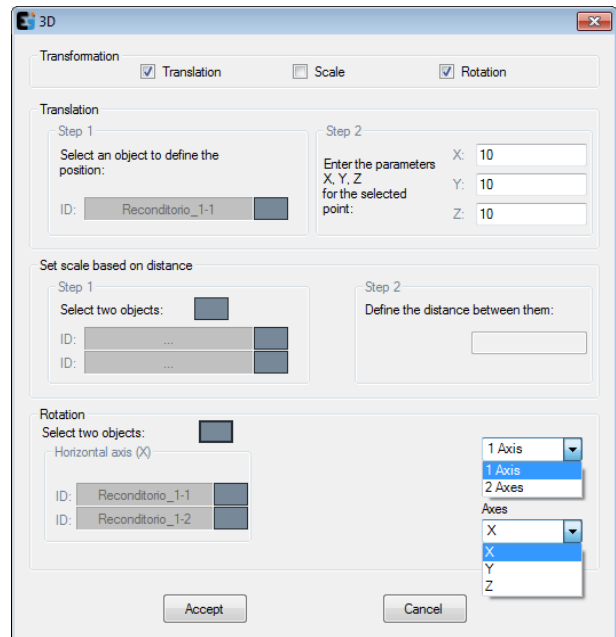 3D
Transformation
Translation
Scale
Rotation
Translation
Step 1
Select an object to define the
position:
ID: Reconditorio_1-1
Step 2
Enter the parameters
X, Y, Z
for the selected
point:
X: 10
Y: 10
Z: 10
Set scale based on distance
Step 1
Select two objects:
ID: ...
ID: ...
Step 2
Define the distance between them:
Rotation
Select two objects:
Horizontal axis (X)
ID: Reconditorio_1-1
ID: Reconditorio_1-2
1 Axis
1 Axis
2 Axes
Axes
X
X
Y
Z
Accept
Cancel